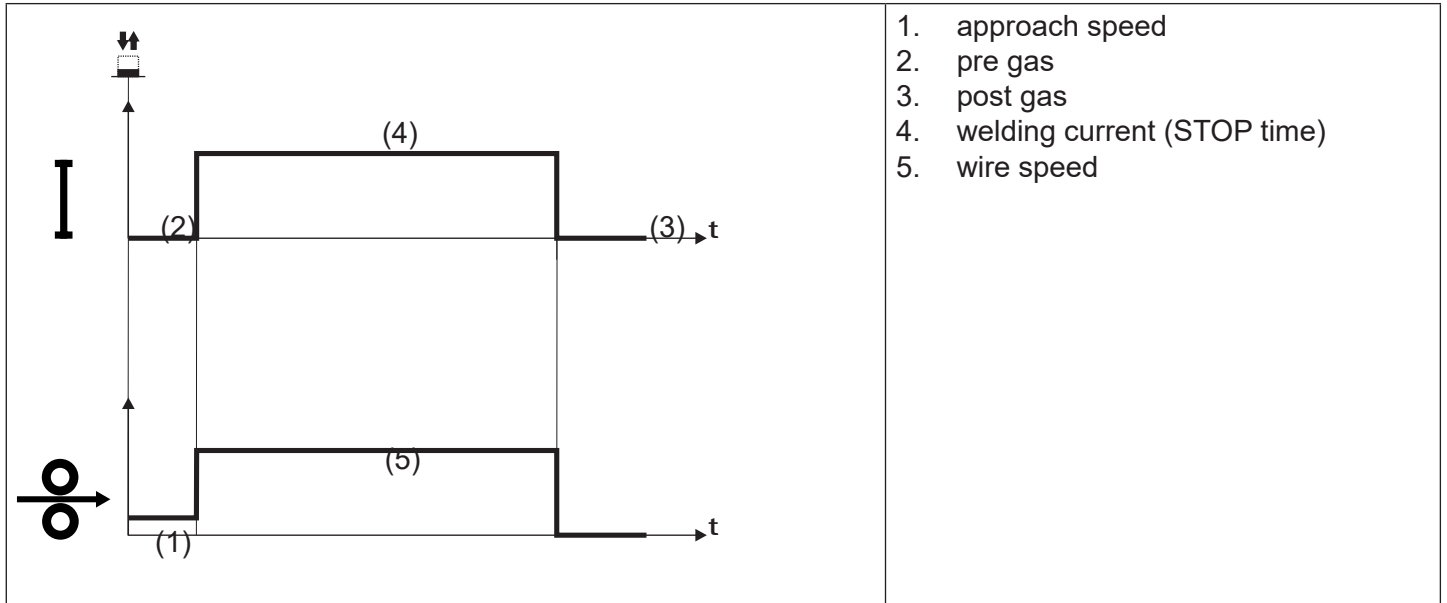 (4)
I
(2)
(3)
t
(5)
t
(1)
1. approach speed
2. pre gas
3. post gas
4. welding current (STOP time)
5. wire speed